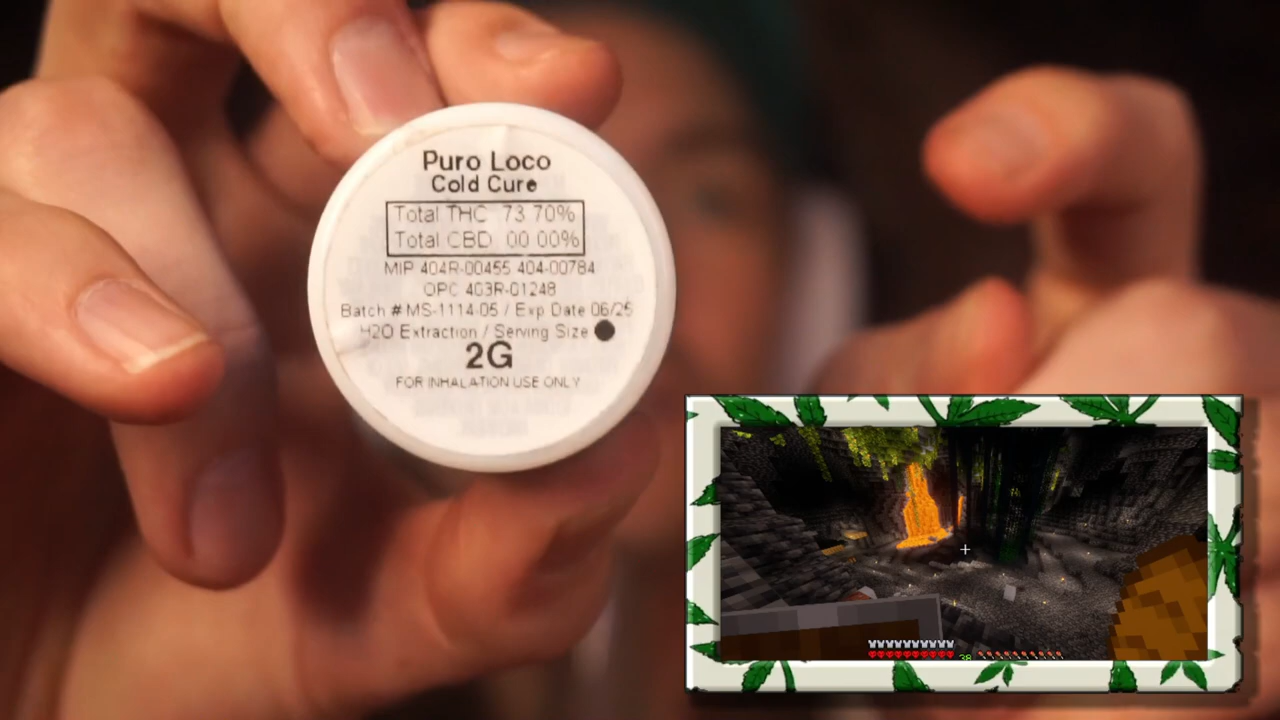 Puro Loco
Cold Cure
Total THC 73 70%
Total CBD 00 00%
MIP 404R-00455 404-00784
OPC 403R-01248
Batch # MS-1114-05 / Exp Date 06/25
H2O Extraction / Serving Size
2G
FOR INHALATION USE ONLY
38